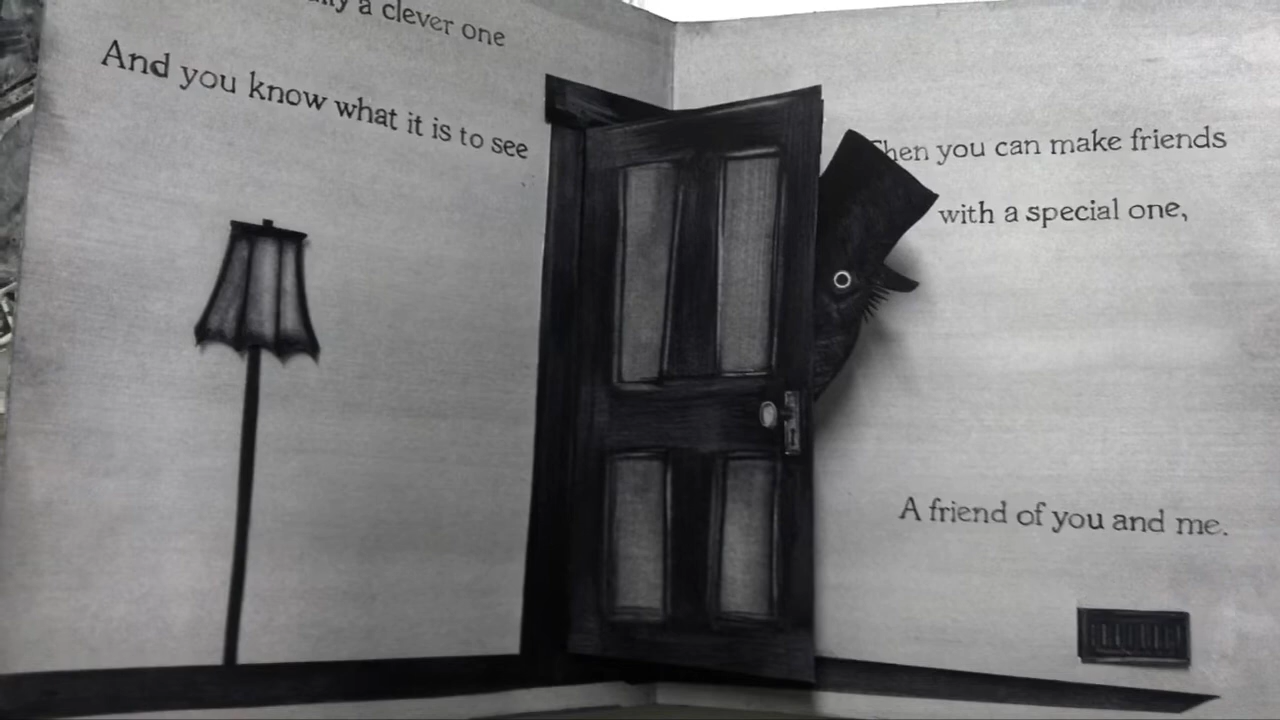 a clever one
And you know what it is to see
Then you can make friends
with a special one,
A friend of you and me.